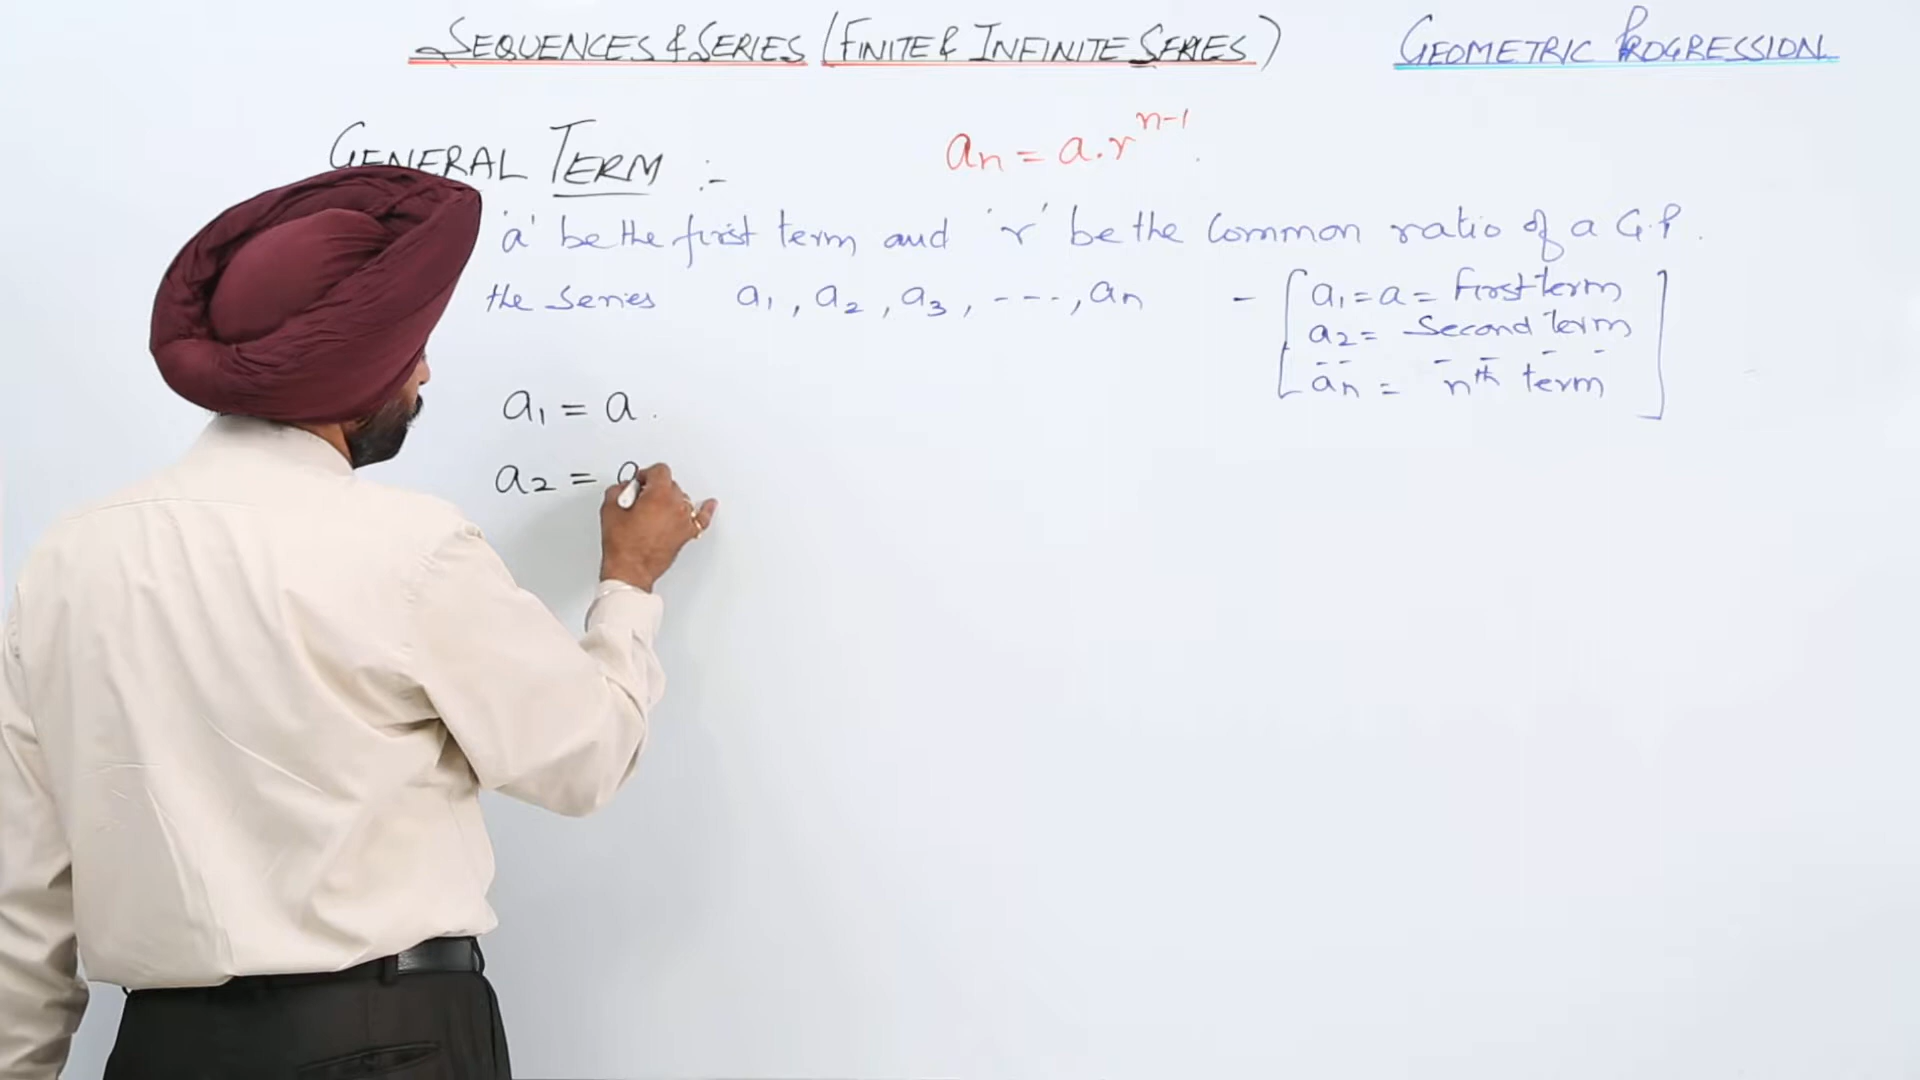 SEQUENCES & SERIES (FINITE & INFINITE SERIES)
GEOMETRIC PROGRESSION
GENERAL TERM :-
an = a.r^n-1.
'a' be the first term and 'r' be the common ratio of a G.P.
the series a1, a2, a3, ----, an - [a1 = a = First term
a2 = Second term
-- - - - -
an = nth term]
a1 = a.
a2 = a